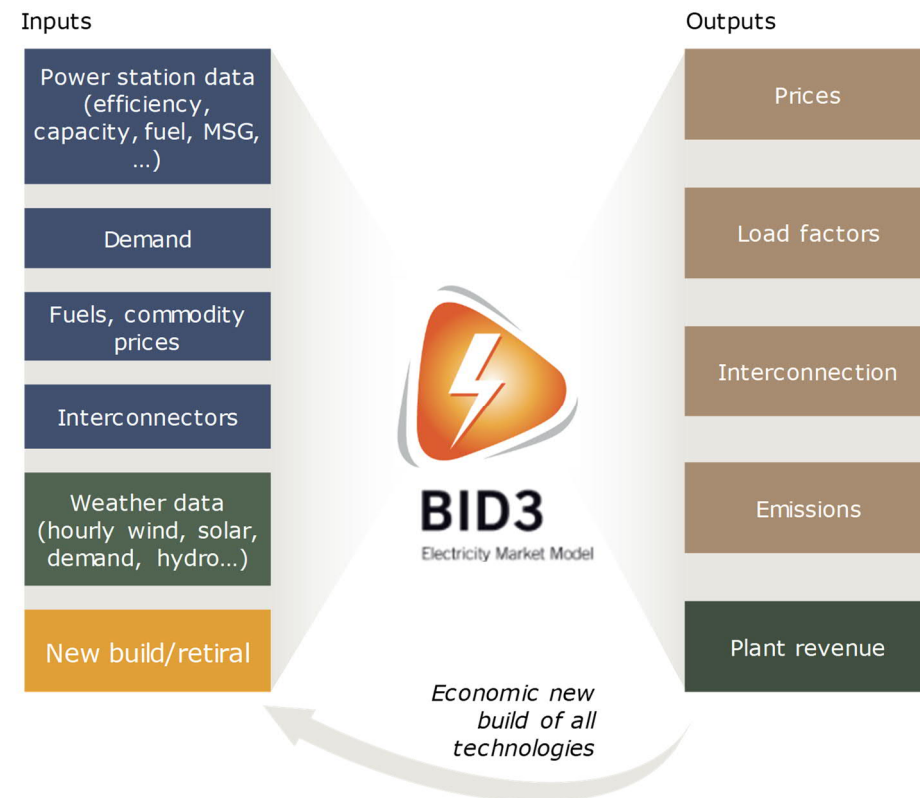 Inputs
Power station data
(efficiency,
capacity, fuel, MSG,
...)
Demand
Fuels, commodity
prices
Interconnectors
Weather data
(hourly wind, solar,
demand, hydro...)
New build/retiral
BID3
Electricity Market Model
Economic new
build of all
technologies
Outputs
Prices
Load factors
Interconnection
Emissions
Plant revenue